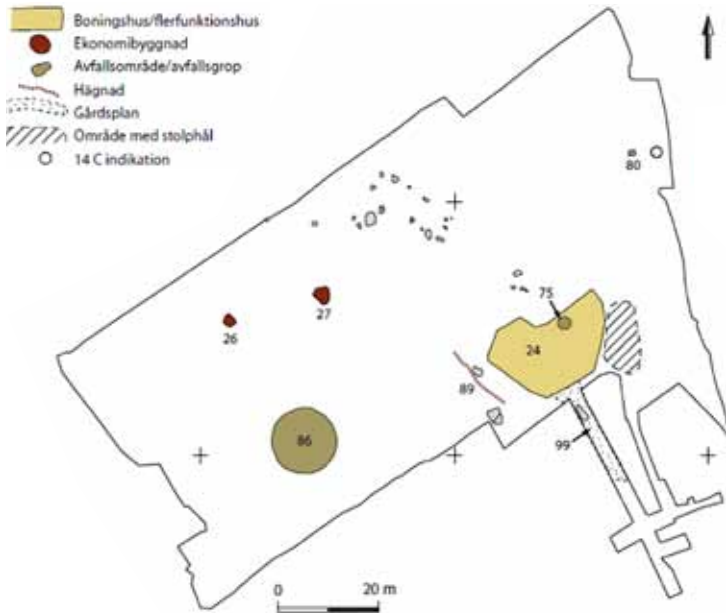 Boningshus/flerfunktionshus
Ekonomibyggnad
Avfallsområde/avfallsgrop
Hägnad
Gårdsplan
Område med stolphål
14 C indikation
80
75
27
26
24
89
86
99
0
20 m